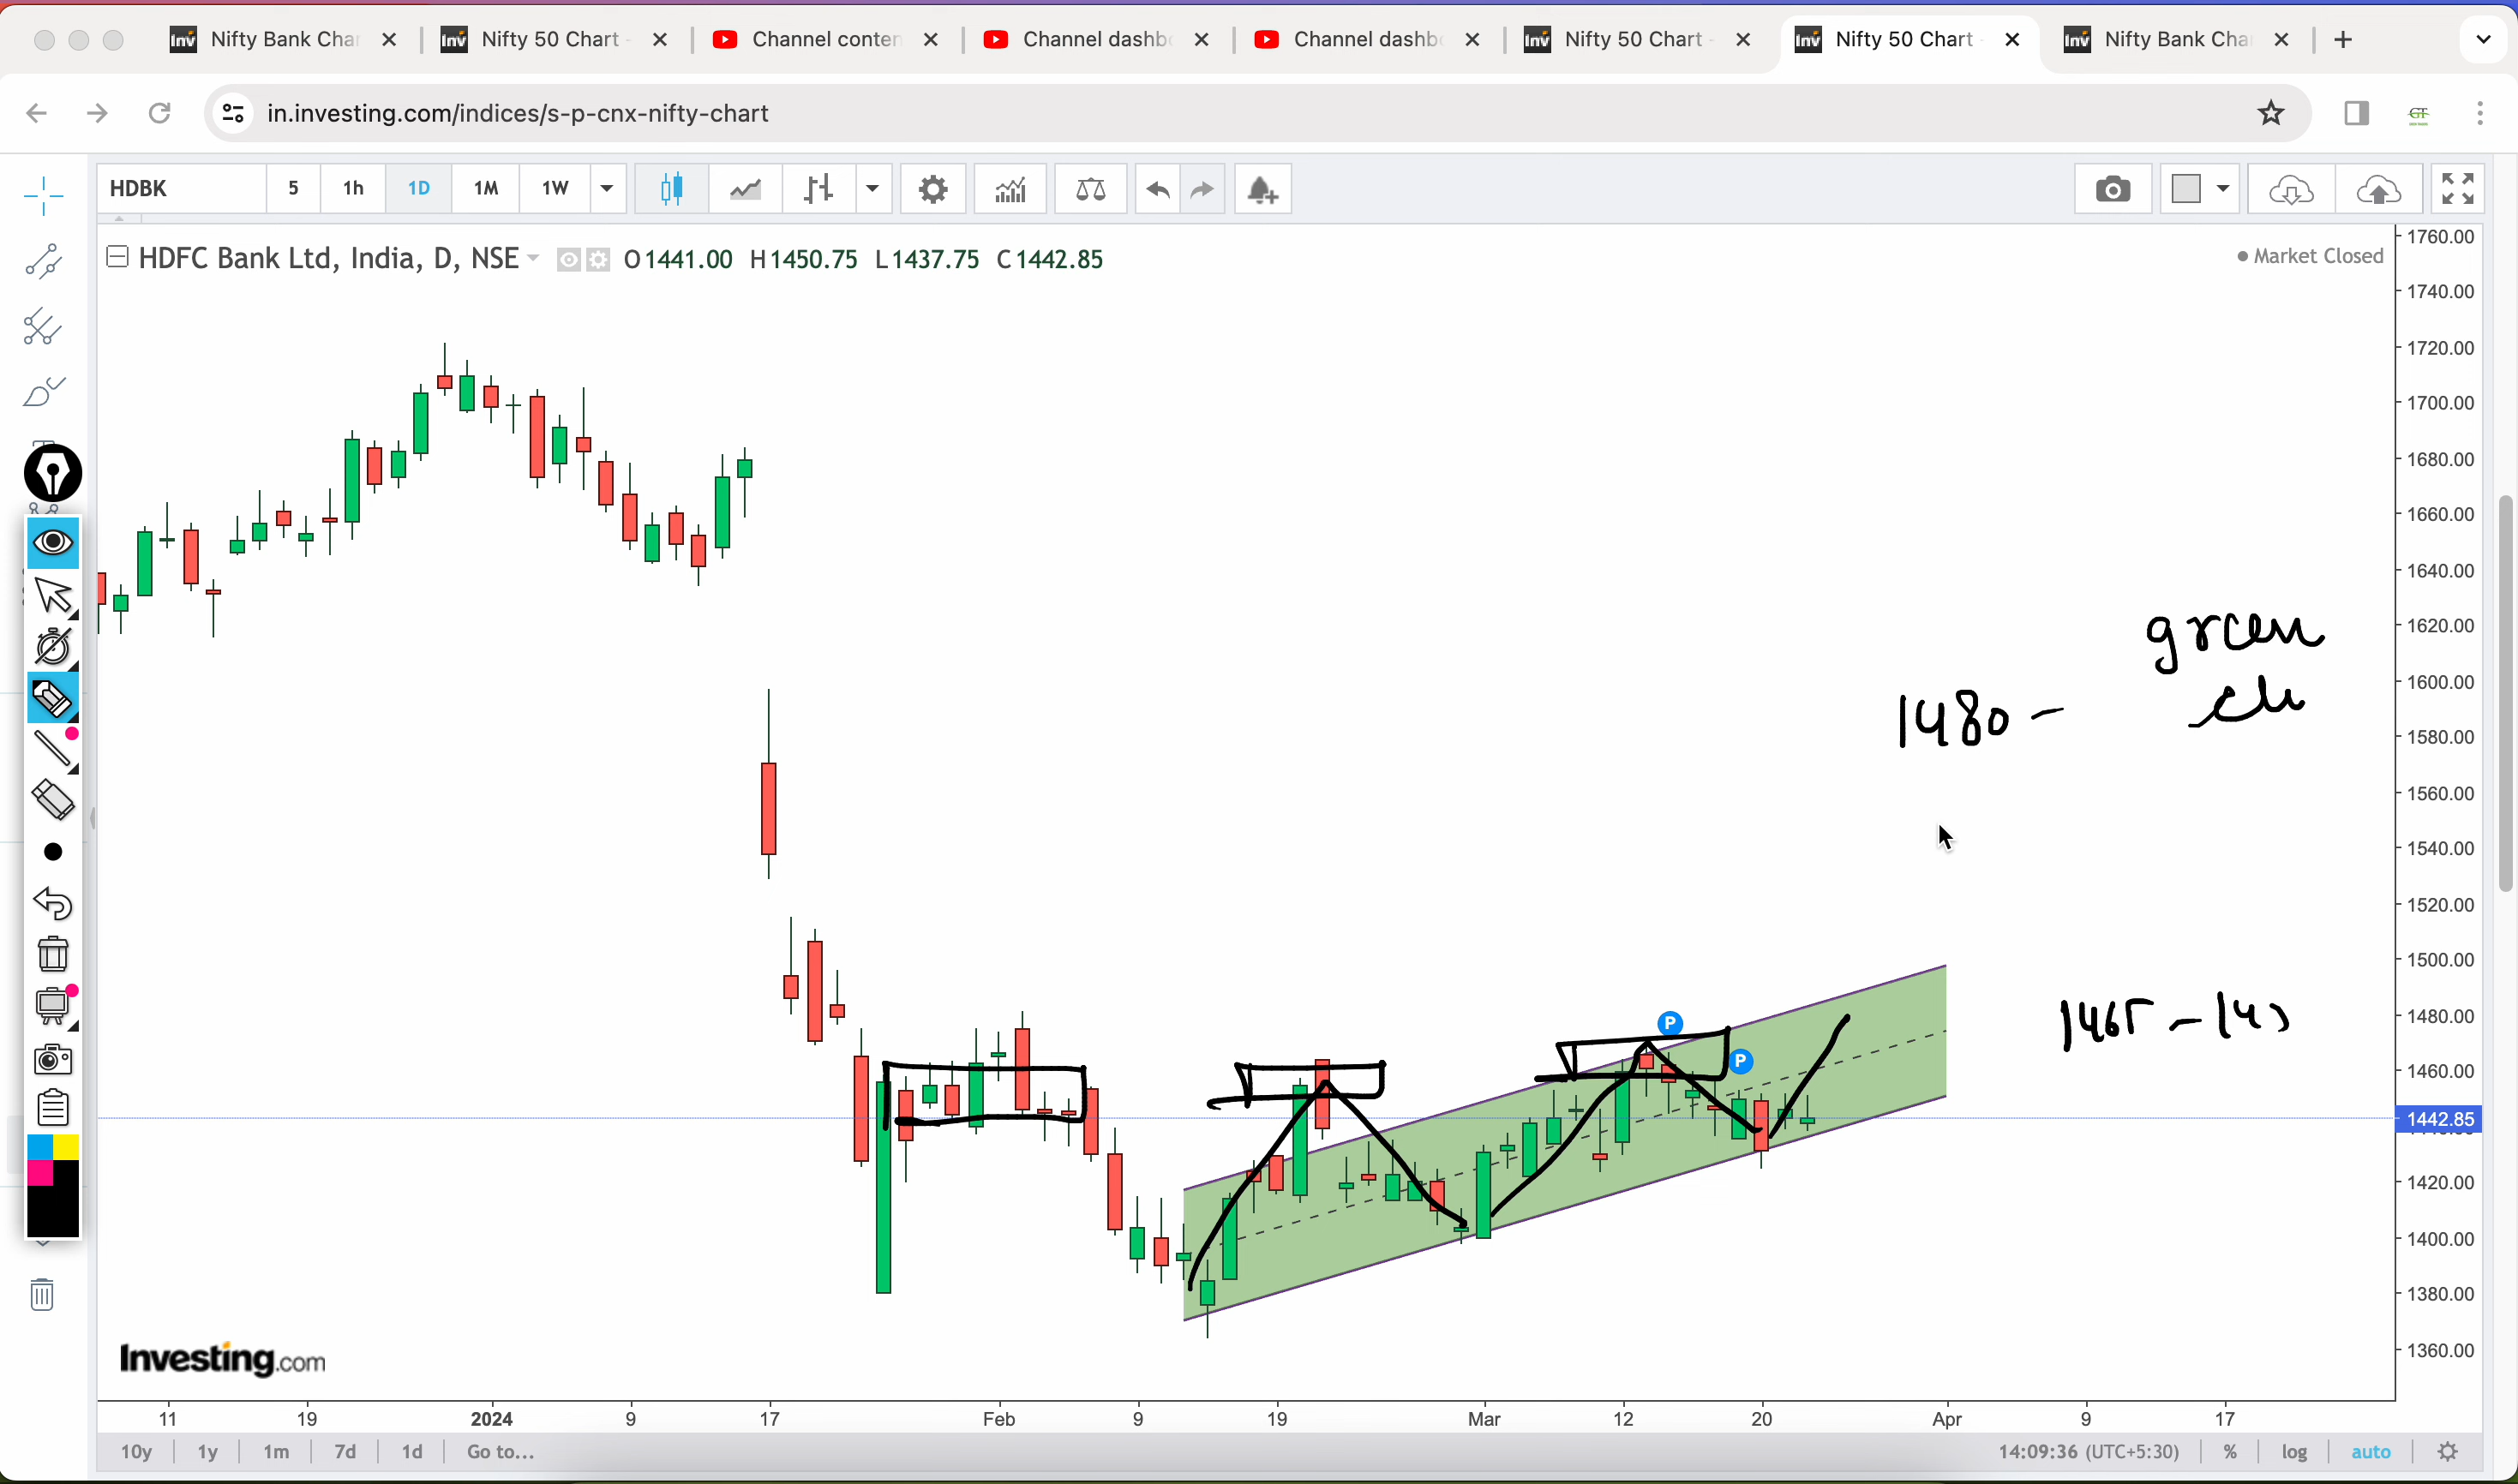 Nifty Bank Cha
Nifty 50 Chart -
Channel conten
Channel dashb
Channel dashb
Nifty 50 Chart -
Nifty 50 Chart -
Nifty Bank Cha
in.investing.com/indices/s-p-cnx-nifty-chart
HDBK 5 1h 1D 1M 1W
HDFC Bank Ltd, India, D, NSE O1441.00 H1450.75 L1437.75 C1442.85
Market Closed
1760.00
1740.00
1720.00
1700.00
1680.00
1660.00
1640.00
1620.00
1600.00
1580.00
1560.00
1540.00
1520.00
1500.00
1480.00
1460.00
1442.85
1420.00
1400.00
1380.00
1360.00
green
1480 -
1465 -
P
P
Investing.com
11 19 2024 9 17 Feb 9 19 Mar 12 20 Apr 9 17
10y 1y 1m 7d 1d Go to... 14:09:36 (UTC+5:30) % log auto